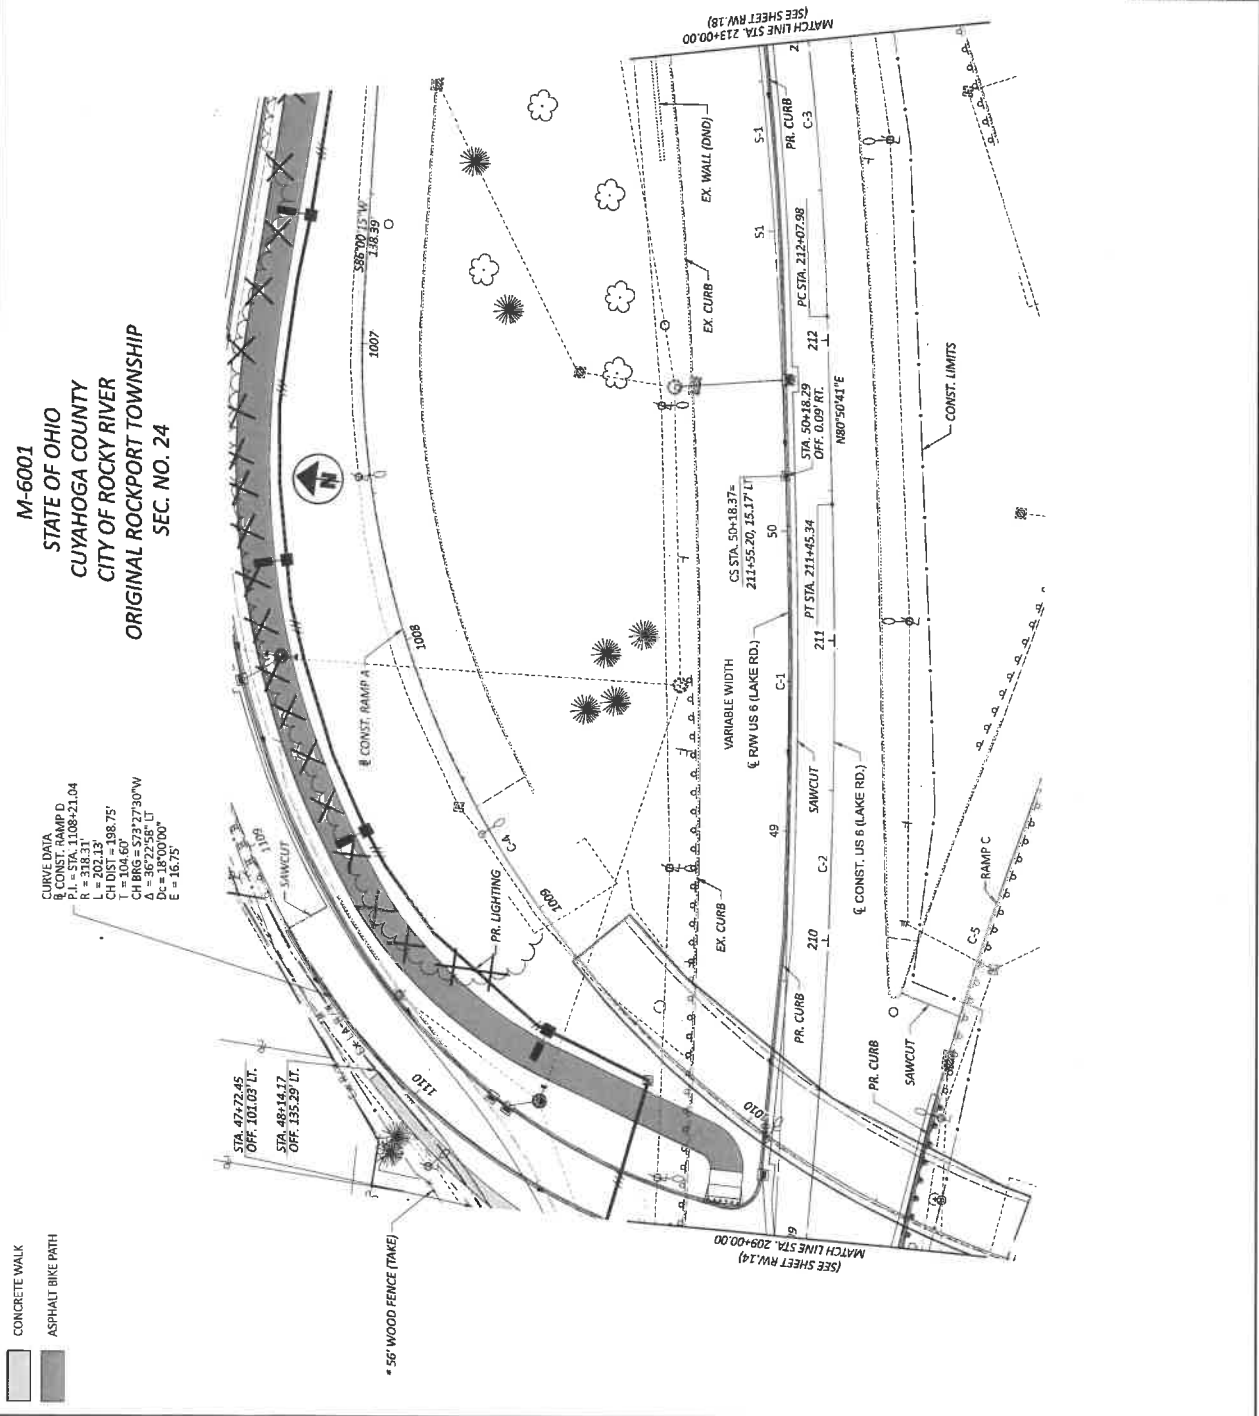 M-6001
STATE OF OHIO
CUYAHOGA COUNTY
CITY OF ROCKY RIVER
ORIGINAL ROCKPORT TOWNSHIP
SEC. NO. 24
CONCRETE WALK
ASPHALT BIKE PATH
CURVE DATA
℄ CONST. RAMP D
P.I. = STA. 1108+21.04
R = 318.31'
L = 202.13'
CH DIST = 198.75'
T = 104.60'
CH BRG = S73°27'30"W
Δ = 36°22'58" LT
Dc = 18°00'00"
E = 16.75'
1109
SAWCUT
STA. 47+72.45
OFF. 101.03' LT.
STA. 48+14.17
OFF. 135.29' LT.
EX LA-R/W
1110
* 56' WOOD FENCE (TAKE)
PR. LIGHTING
N
S86°00'15"W
138.39
1007
1008
℄ CONST. RAMP A
C-4
1009
1010
EX. WALL (DND)
EX. CURB
EX. CURB
VARIABLE WIDTH
℄ R/W US 6 (LAKE RD.)
CS STA. 50+18.37=
211+55.20, 15.17' LT
S-1
51
50
C-1
49
PR. CURB
C-3
PC STA. 212+07.98
212
STA. 50+18.29
OFF. 0.09' RT.
N80°50'41"E
PT STA. 211+45.34
211
SAWCUT
C-2
210
PR. CURB
℄ CONST. US 6 (LAKE RD.)
CONST. LIMITS
RAMP C
C-5
PR. CURB
SAWCUT
MATCH LINE STA. 213+00.00
(SEE SHEET RW.18)
MATCH LINE STA. 209+00.00
(SEE SHEET RW.14)